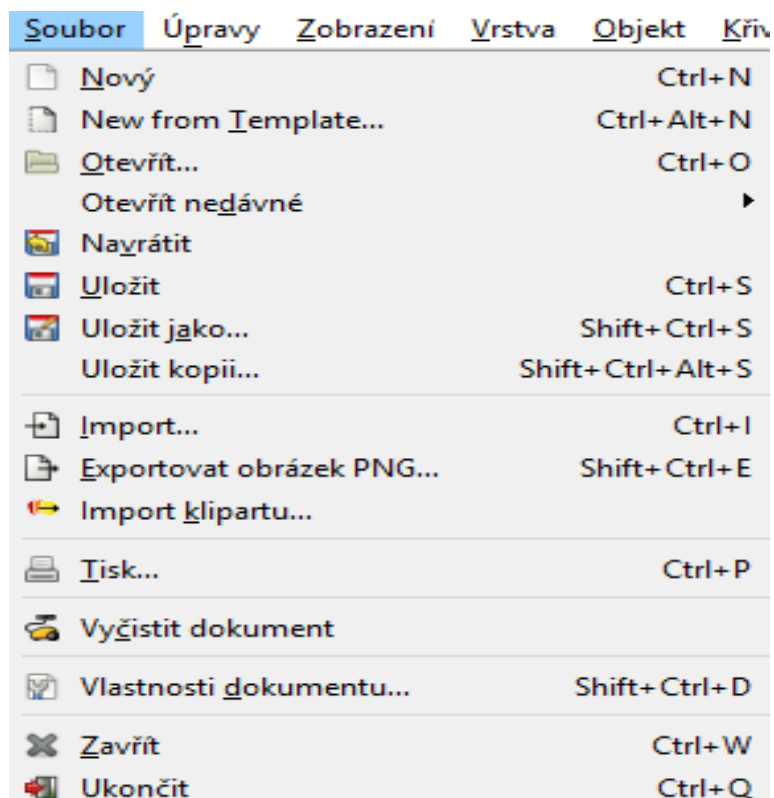 Soubor Úpravy Zobrazení Vrstva Objekt
Nový Ctrl+N
New from Template... Ctrl+Alt+N
Otevřít... Ctrl+O
Otevřít nedávné
Navrátit
Uložit Ctrl+S
Uložit jako... Shift+Ctrl+S
Uložit kopii... Shift+Ctrl+Alt+S
Import... Ctrl+I
Exportovat obrázek PNG... Shift+Ctrl+E
Import klipartu...
Tisk... Ctrl+P
Vyčistit dokument
Vlastnosti dokumentu... Shift+Ctrl+D
Zavřít Ctrl+W
Ukončit Ctrl+Q